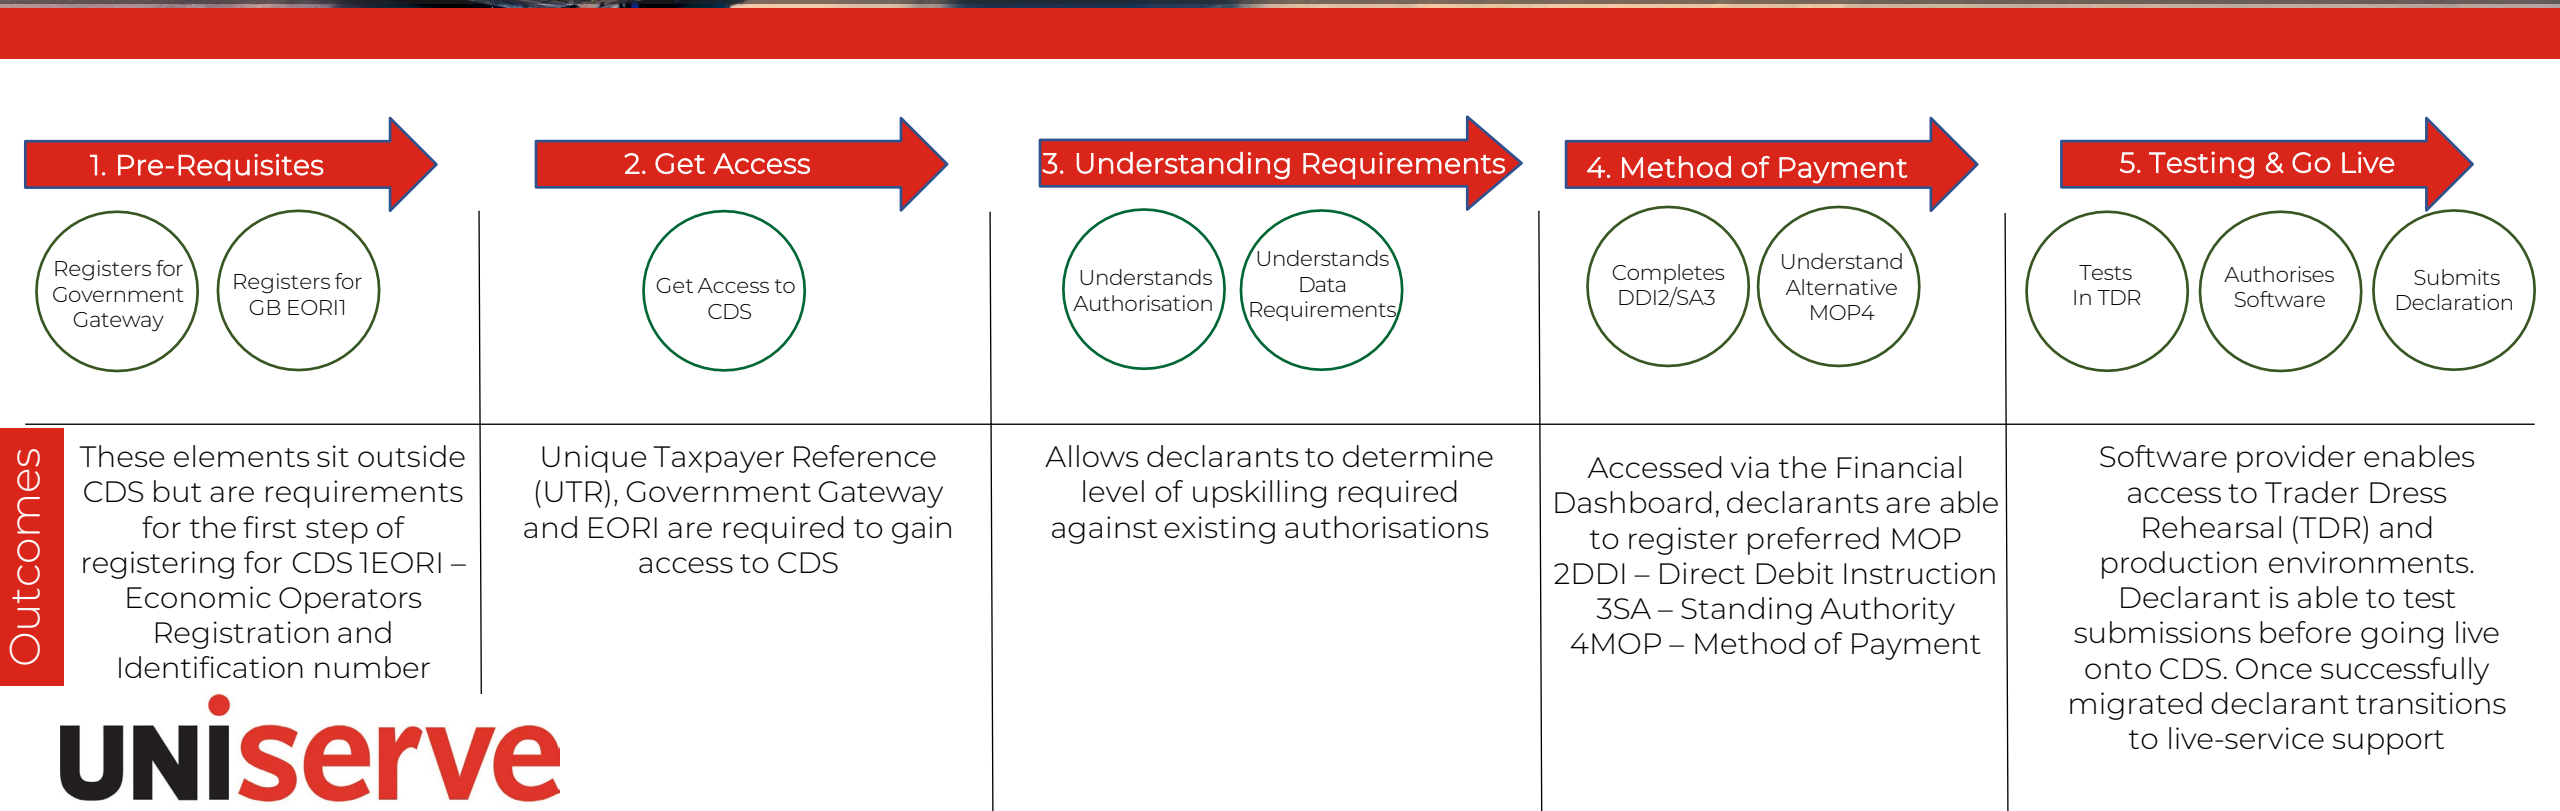 1. Pre-Requisites
2. Get Access
3. Understanding Requirements
4. Method of Payment
5. Testing & Go Live
Registers for
Government
Gateway
Registers for
GB EORI1
Get Access to
CDS
Understands
Authorisation
Understands
Data
Requirements
Completes
DDI2/SA3
Understand
Alternative
MOP4
Tests
In TDR
Authorises
Software
Submits
Declaration
Outcomes
These elements sit outside
CDS but are requirements
for the first step of
registering for CDS 1EORI –
Economic Operators
Registration and
Identification number
Unique Taxpayer Reference
(UTR), Government Gateway
and EORI are required to gain
access to CDS
Allows declarants to determine
level of upskilling required
against existing authorisations
Accessed via the Financial
Dashboard, declarants are able
to register preferred MOP
2DDI – Direct Debit Instruction
3SA – Standing Authority
4MOP – Method of Payment
Software provider enables
access to Trader Dress
Rehearsal (TDR) and
production environments.
Declarant is able to test
submissions before going live
onto CDS. Once successfully
migrated declarant transitions
to live-service support
UNiserve